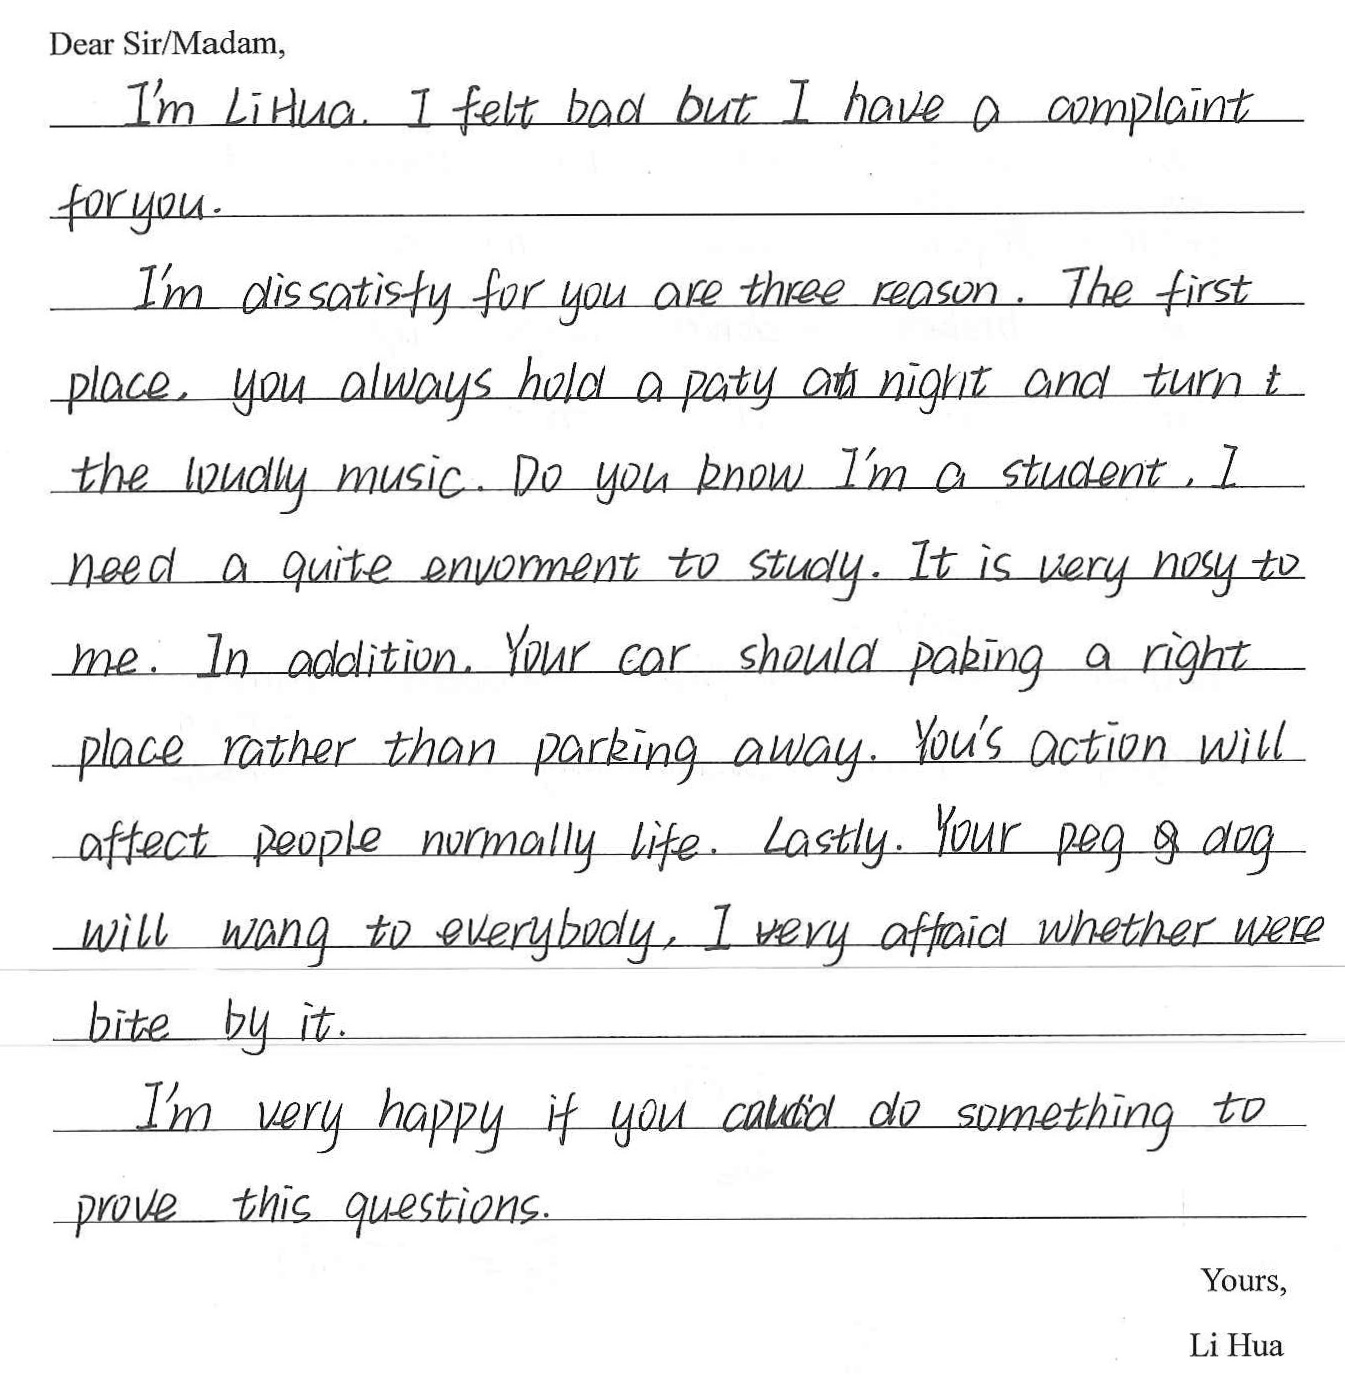 Dear Sir/Madam,
I'm LiHua. I felt bad but I have a complaint
for you.
I'm dissatisfy for you are three reason. The first
place, you always hold a paty at night and turn t
the loudly music. Do you know I'm a student, I
need a quite envorment to study. It is very nosy to
me. In addition. Your car should paking a right
place rather than parking away. You's action will
affect people normally life. Lastly. Your peg dog
will wang to everybody, I very affraid whether were
bite by it.
I'm very happy if you do something to
prove this questions.
Yours,
Li Hua